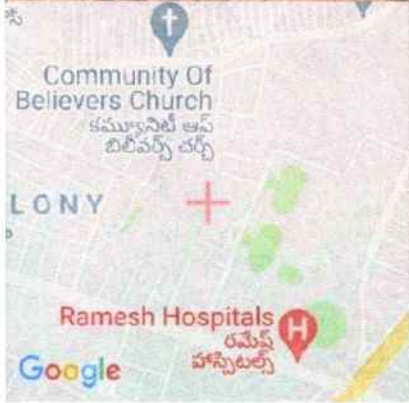 Community Of
Believers Church
కమ్యూనిటీ ఆఫ్
బిలీవర్స్ చర్చ్
LONY
Ramesh Hospitals
H
రమేష్
హాస్పిటల్స్
Google